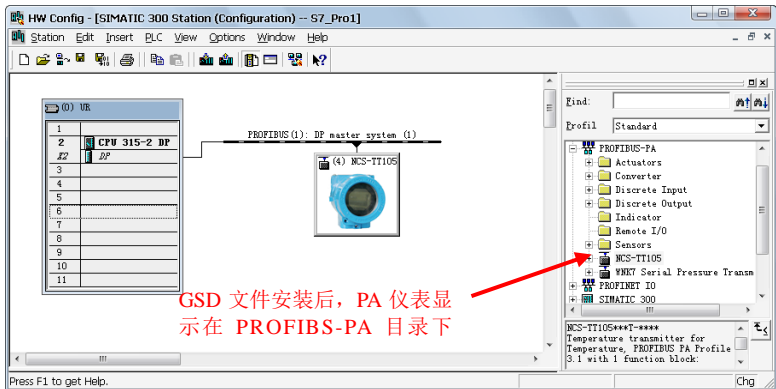 HW Config - [SIMATIC 300 Station (Configuration) -- S7_Pro1]
Station Edit Insert PLC View Options Window Help
(0) UR
1
2 CPU 315-2 DP
X2 DP
3
4
5
6
7
8
9
10
11
PROFIBUS(1): DP master system (1)
(4) NCS-TT105
GSD 文件安装后，PA 仪表显
示在 PROFIBS-PA 目录下
Find:
Profil Standard
PROFIBUS-PA
Actuators
Converter
Discrete Input
Discrete Output
Indicator
Remote I/O
Sensors
NCS-TT105
YNK7 Serial Pressure Transm
PROFINET IO
SIMATIC 300
NCS-TT105***T-****
Temperature transmitter for
Temperature, PROFIBUS PA Profile
3.1 with 1 function block:
Press F1 to get Help.
Chg